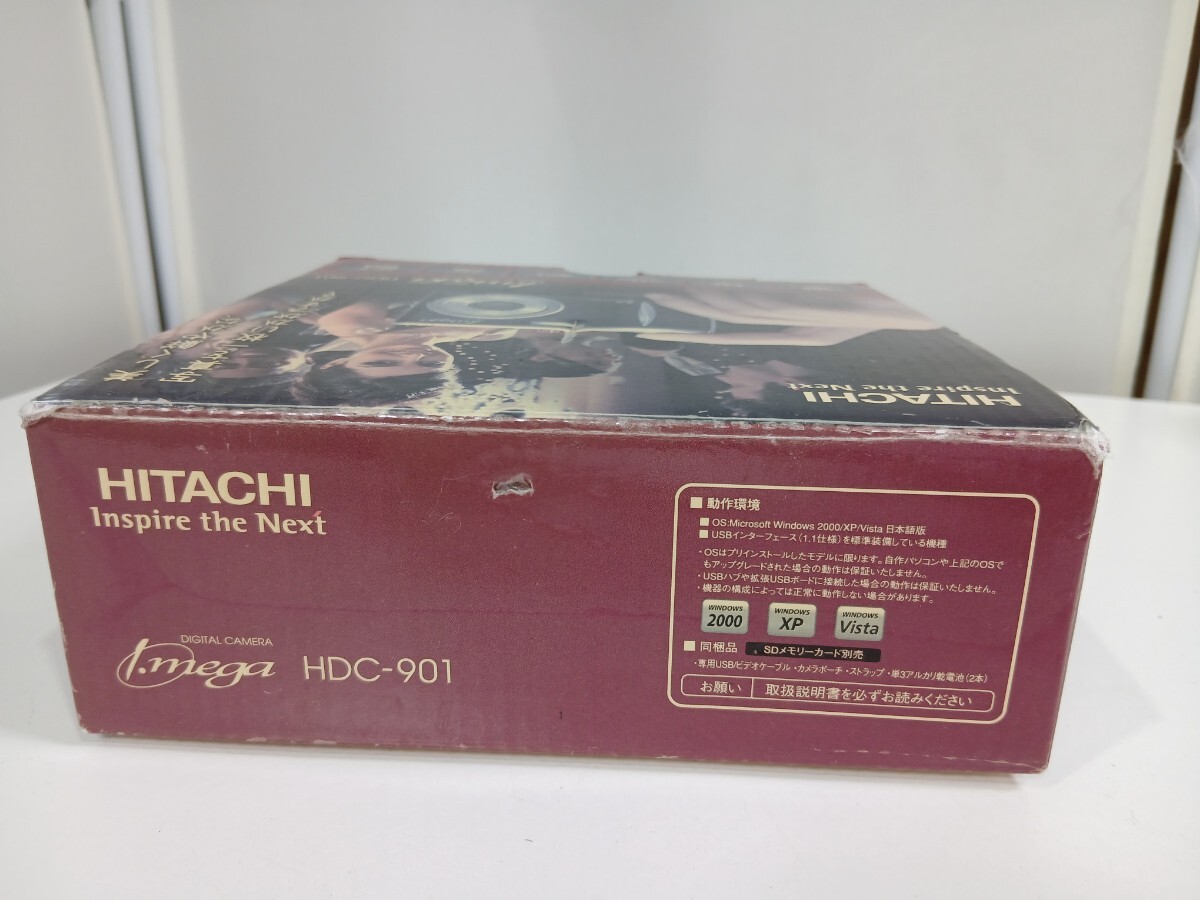 HITACHI
Inspire the Next
HITACHI
Inspire the Next
DIGITAL CAMERA
i.mega HDC-901
■ 動作環境
■ OS:Microsoft Windows 2000/XP/Vista 日本語版
■ USBインターフェース(1.1仕様)を標準装備している機種
・OSはプリインストールしたモデルに限ります。自作パソコンや上記のOSで
もアップグレードされた場合の動作は保証いたしません。
・USBハブや拡張USBボードに接続した場合の動作は保証いたしません。
・機器の構成によっては正常に動作しない場合があります。
WINDOWS 2000 WINDOWS XP WINDOWS Vista
■ 同梱品 SDメモリーカード別売
・専用USB/ビデオケーブル・カメラポーチ・ストラップ・単3アルカリ乾電池(2本)
お願い 取扱説明書を必ずお読みください